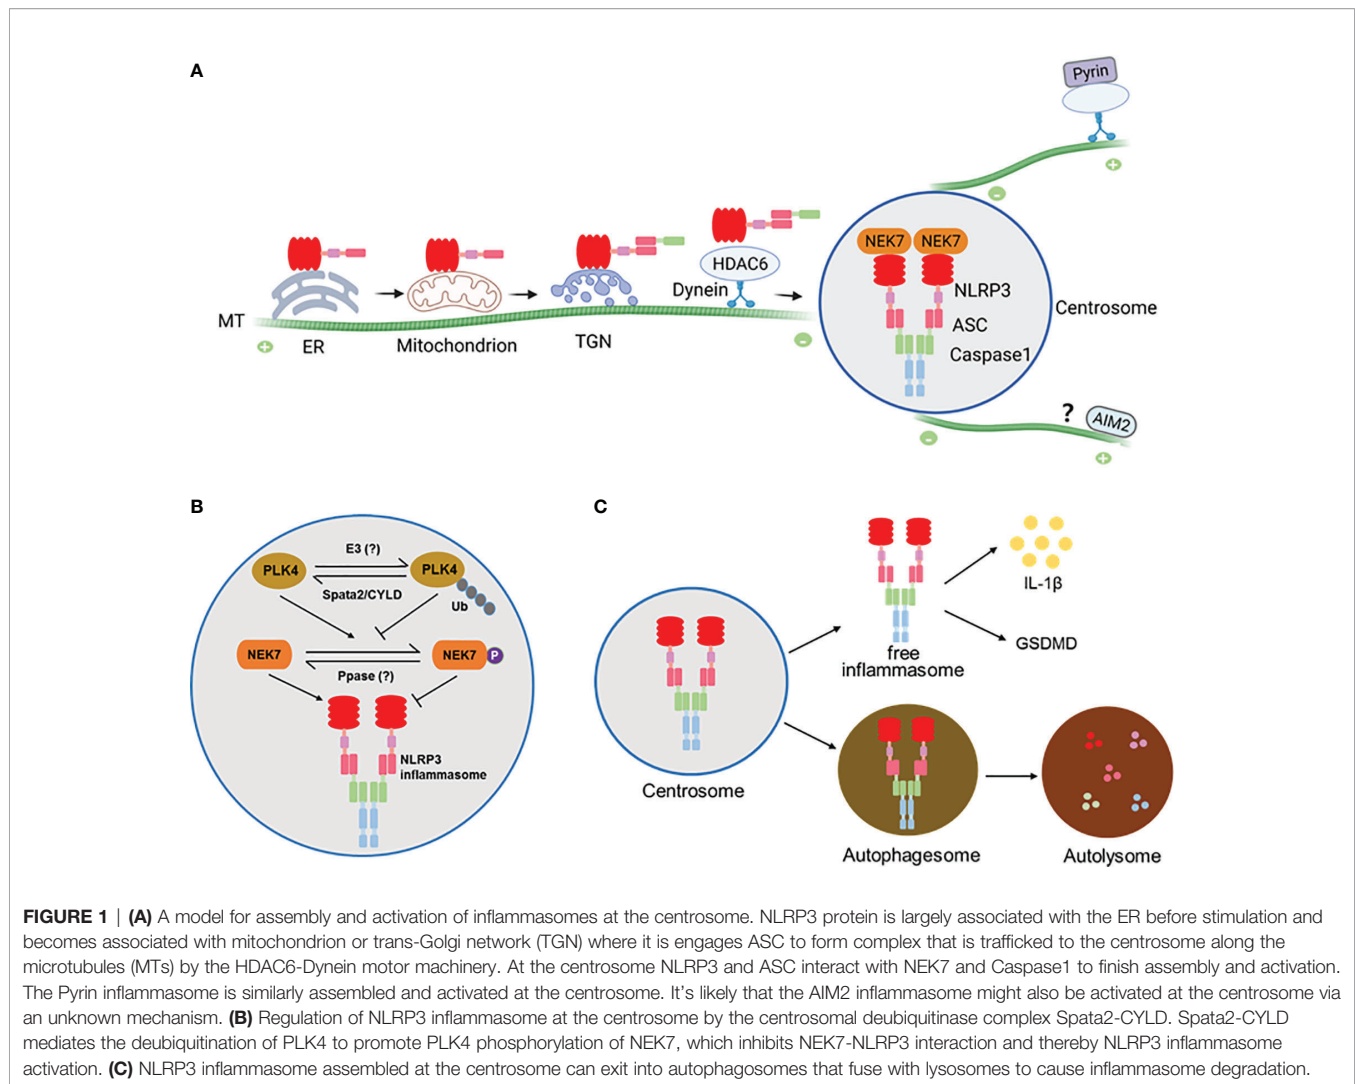 A
Pyrin
+
-
NEK7 NEK7
HDAC6
Dynein
NLRP3
Centrosome
ASC
MT
+
ER
Mitochondrion
TGN
-
Caspase1
? AIM2
-
+
B
E3 (?)
PLK4 PLK4
Spata2/CYLD
Ub
NEK7 NEK7 P
Ppase (?)
NLRP3
inflammasome
C
IL-1β
GSDMD
free
inflammasome
Centrosome
Autophagesome
Autolysome
FIGURE 1 | (A) A model for assembly and activation of inflammasomes at the centrosome. NLRP3 protein is largely associated with the ER before stimulation and
becomes associated with mitochondrion or trans-Golgi network (TGN) where it is engages ASC to form complex that is trafficked to the centrosome along the
microtubules (MTs) by the HDAC6-Dynein motor machinery. At the centrosome NLRP3 and ASC interact with NEK7 and Caspase1 to finish assembly and activation.
The Pyrin inflammasome is similarly assembled and activated at the centrosome. It's likely that the AIM2 inflammasome might also be activated at the centrosome via
an unknown mechanism. (B) Regulation of NLRP3 inflammasome at the centrosome by the centrosomal deubiquitinase complex Spata2-CYLD. Spata2-CYLD
mediates the deubiquitination of PLK4 to promote PLK4 phosphorylation of NEK7, which inhibits NEK7-NLRP3 interaction and thereby NLRP3 inflammasome
activation. (C) NLRP3 inflammasome assembled at the centrosome can exit into autophagosomes that fuse with lysosomes to cause inflammasome degradation.